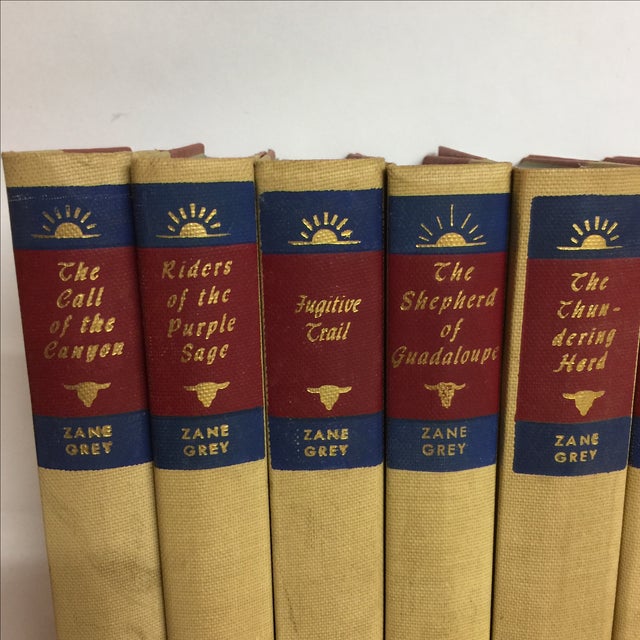 The
Call
of the
Canyon
ZANE
GREY
Riders
of the
Purple
Sage
ZANE
GREY
Fugitive
Trail
ZANE
GREY
The
Shepherd
of
Guadaloupe
ZANE
GREY
The
Thun-
dering
Herd
ZANE
GREY